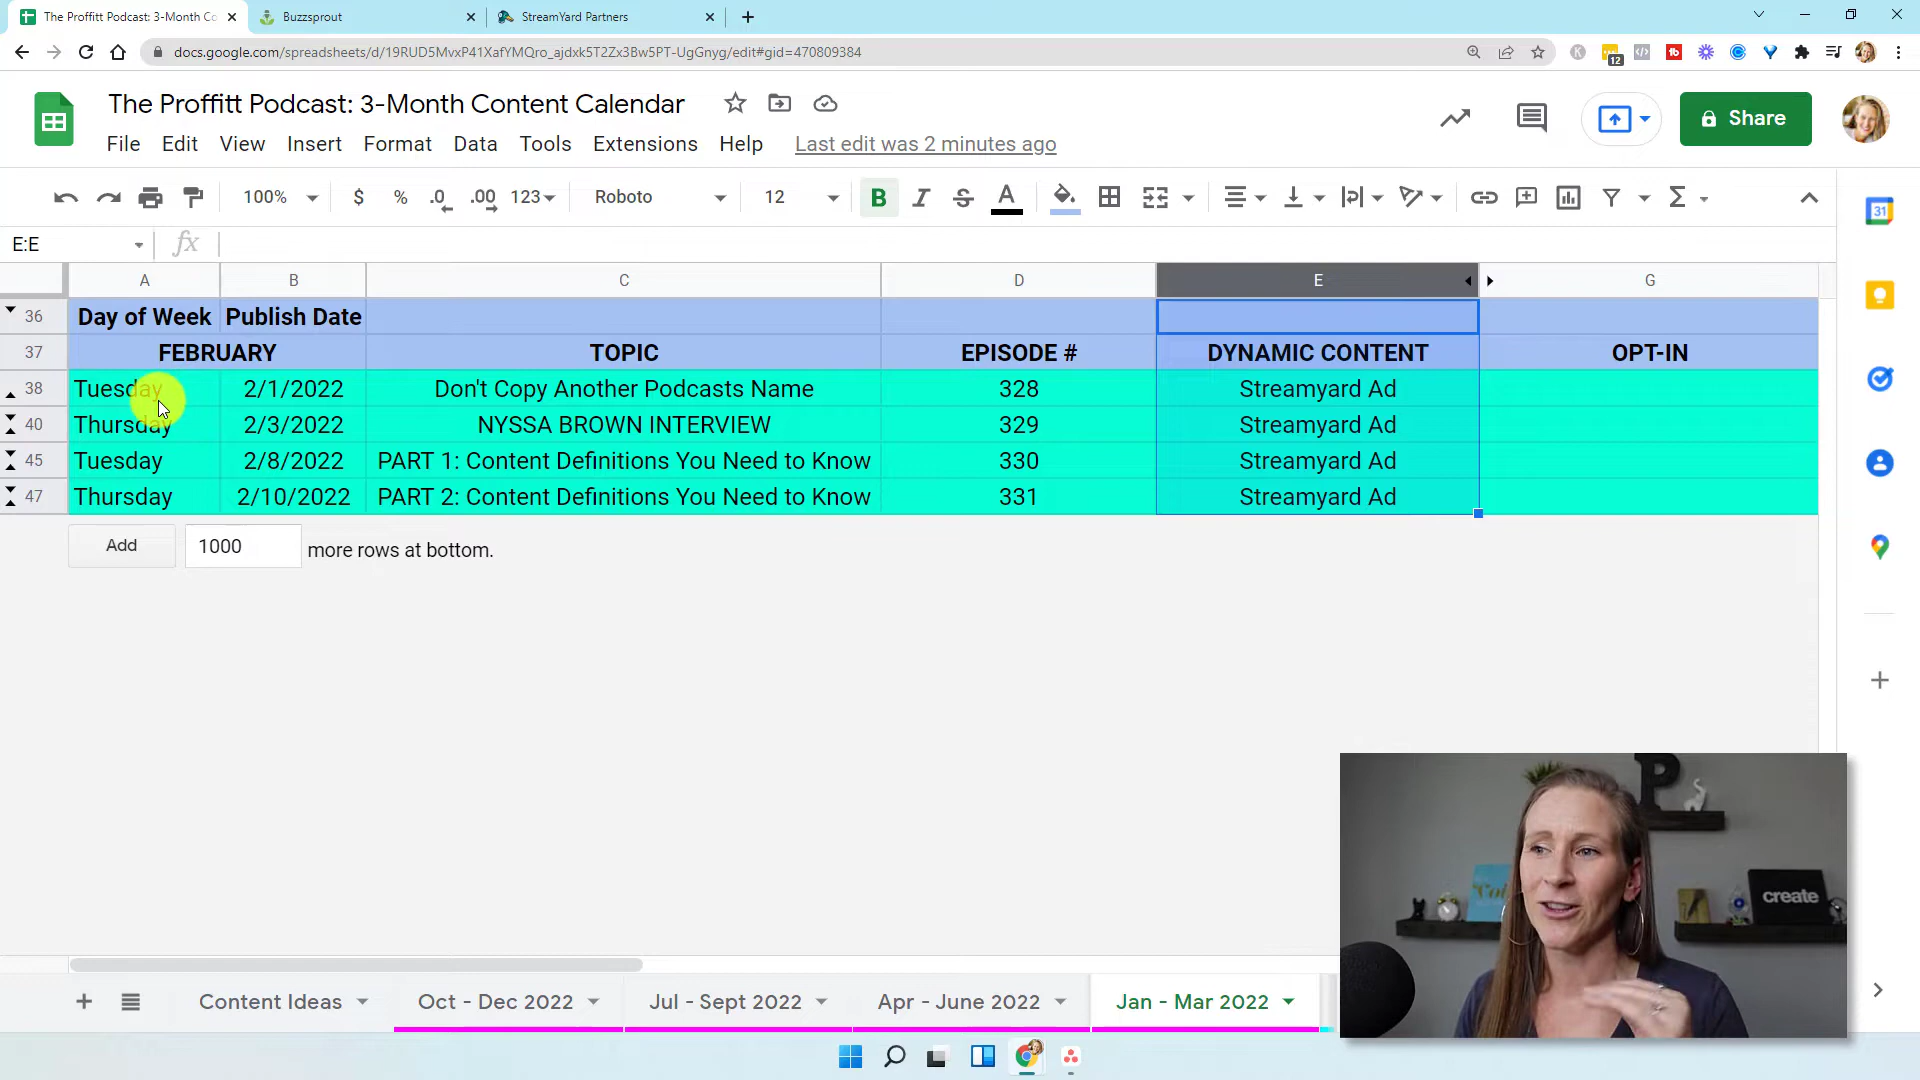 The Proffitt Podcast: 3-Month Co
Buzzsprout
StreamYard Partners
docs.google.com/spreadsheets/d/19RUD5MvxP41XafYMQro_ajdxk5T2Zx3Bw5PT-UgGnyg/edit#gid=470809384
12
The Proffitt Podcast: 3-Month Content Calendar
Share
File Edit View Insert Format Data Tools Extensions Help Last edit was 2 minutes ago
100% $ % .0 .00 123 Roboto 12 B I S A
31
E:E fx
A B C D E G
36 Day of Week Publish Date
37 FEBRUARY TOPIC EPISODE # DYNAMIC CONTENT OPT-IN
38 Tuesday 2/1/2022 Don't Copy Another Podcasts Name 328 Streamyard Ad
40 Thursday 2/3/2022 NYSSA BROWN INTERVIEW 329 Streamyard Ad
45 Tuesday 2/8/2022 PART 1: Content Definitions You Need to Know 330 Streamyard Ad
47 Thursday 2/10/2022 PART 2: Content Definitions You Need to Know 331 Streamyard Ad
Add 1000 more rows at bottom.
P
create
Content Ideas Oct - Dec 2022 Jul - Sept 2022 Apr - June 2022 Jan - Mar 2022